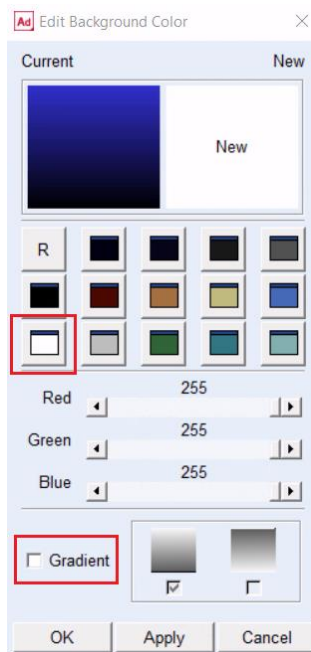 Ad Edit Background Color
Current New
New
R
Red 255
Green 255
Blue 255
Gradient
OK Apply Cancel